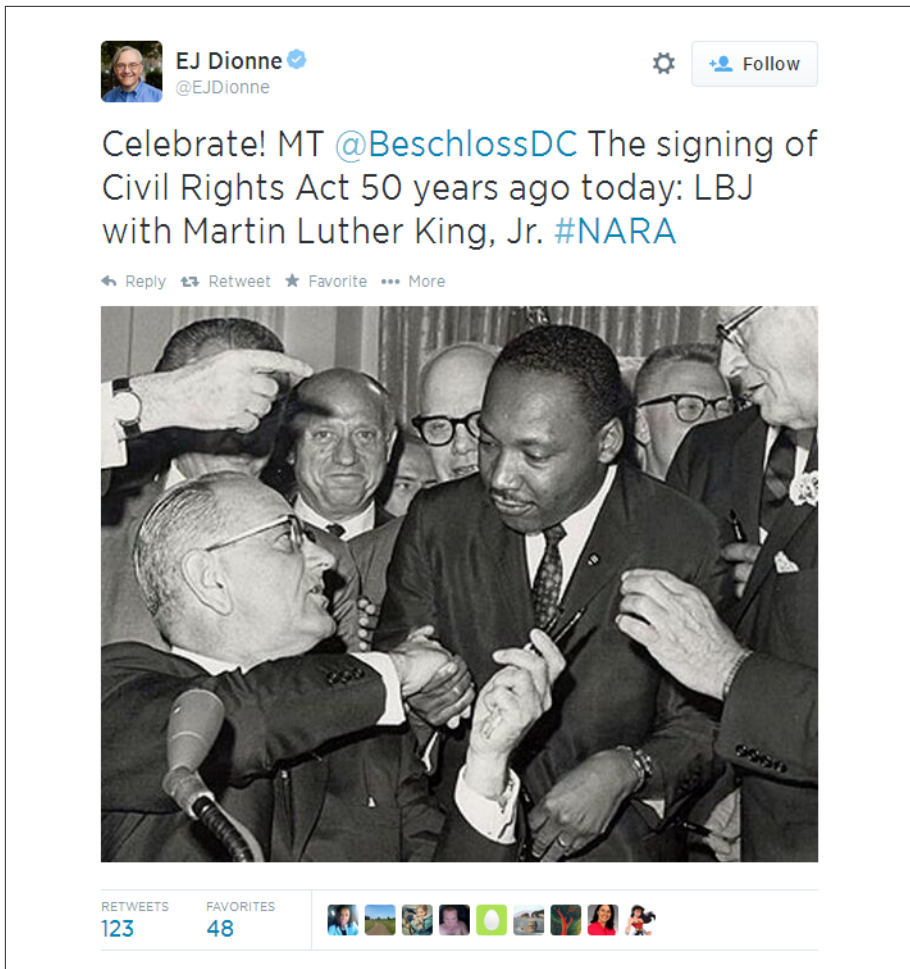 EJ Dionne
@EJDionne
Follow
Celebrate! MT @BeschlossDC The signing of
Civil Rights Act 50 years ago today: LBJ
with Martin Luther King, Jr. #NARA
Reply Retweet Favorite More
RETWEETS FAVORITES
123 48